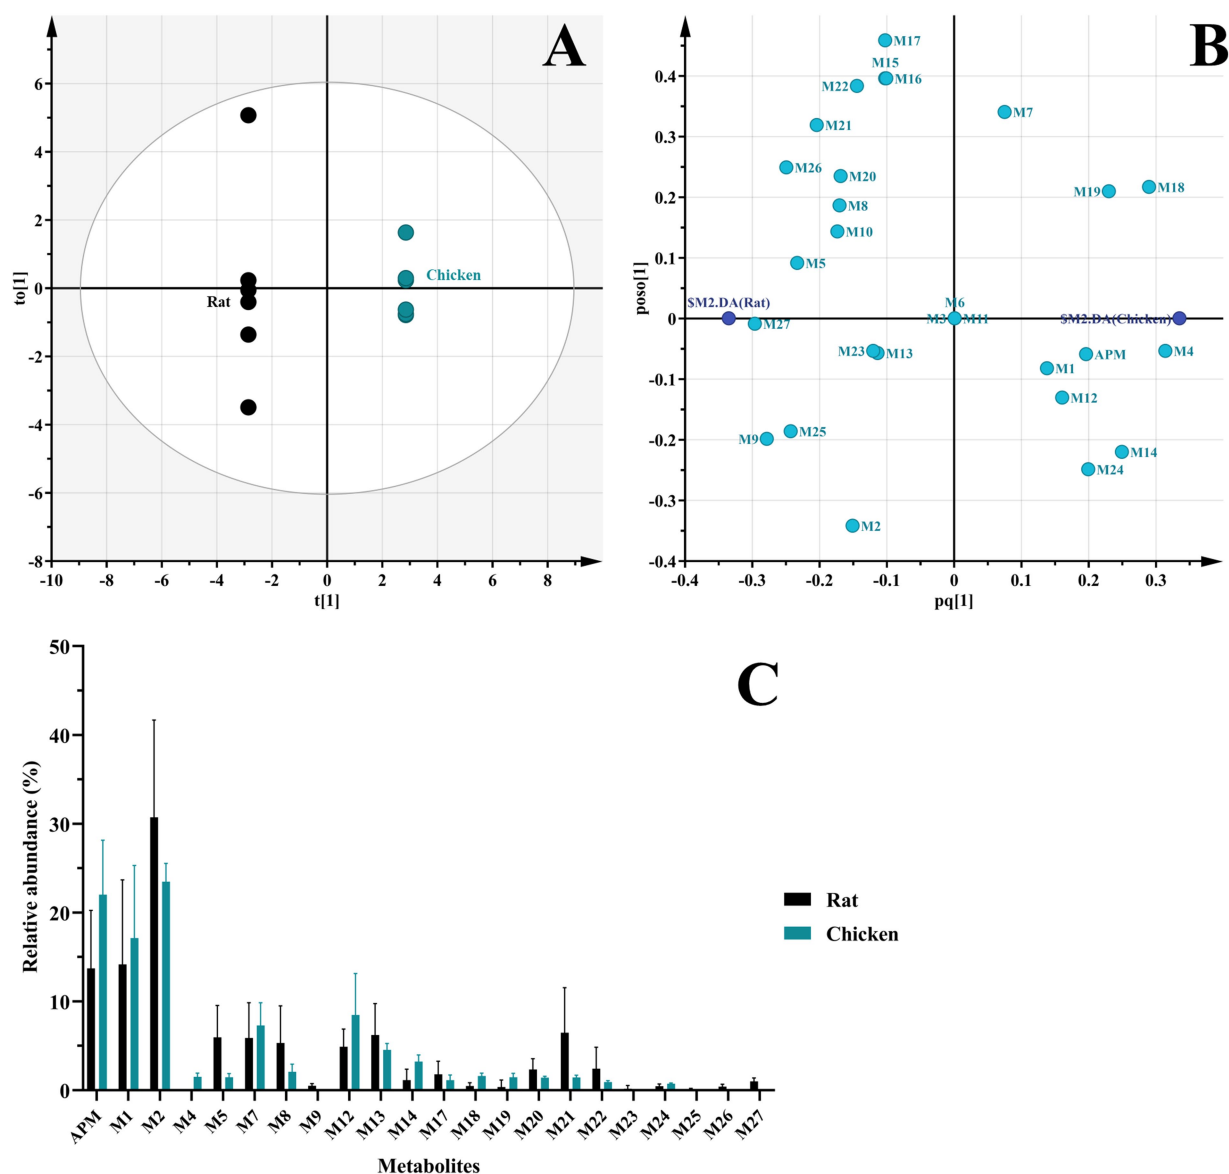 A
6
4
2
0
-2
-4
-6
-8
-10
-8
-6
-4
-2
0
2
4
6
8
to[1]
t[1]
Rat
Chicken
B
0.4
0.3
0.2
0.1
0
-0.1
-0.2
-0.3
-0.4
-0.4
-0.3
-0.2
-0.1
0
0.1
0.2
0.3
poso[1]
pq[1]
M17
M15
M16
M22
M7
M21
M26
M20
M19
M18
M8
M10
M5
M6
$M2.DA(Rat)
M3
M11
$M2.DA(Chicken)
M27
M23
M13
APM
M4
M1
M12
M9
M25
M14
M24
M2
C
50
40
30
20
10
0
Relative abundance (%)
Rat
Chicken
APM
M1
M2
M4
M5
M7
M8
M9
M12
M13
M14
M17
M18
M19
M20
M21
M22
M23
M24
M25
M26
M27
Metabolites